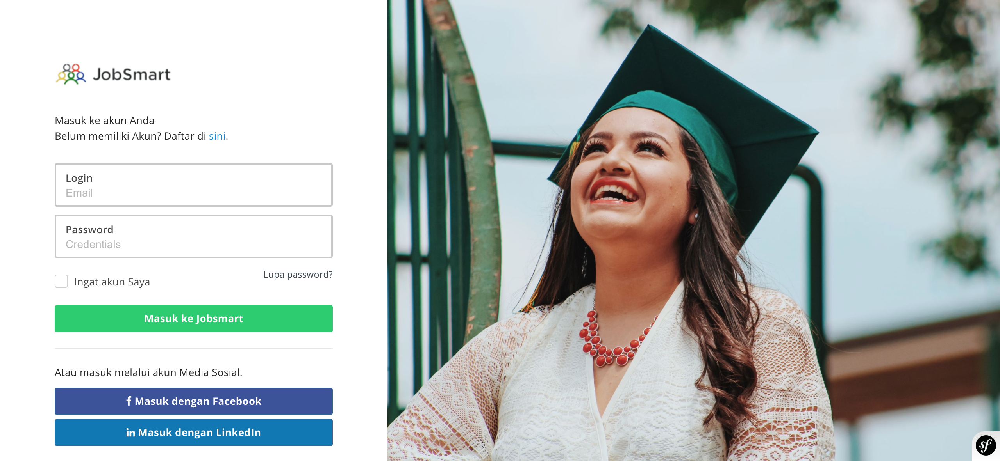 JobSmart
Masuk ke akun Anda
Belum memiliki Akun? Daftar di sini.
Login
Email
Password
Credentials
Ingat akun Saya
Lupa password?
Masuk ke Jobsmart
Atau masuk melalui akun Media Sosial.
f Masuk dengan Facebook
in Masuk dengan LinkedIn
sf